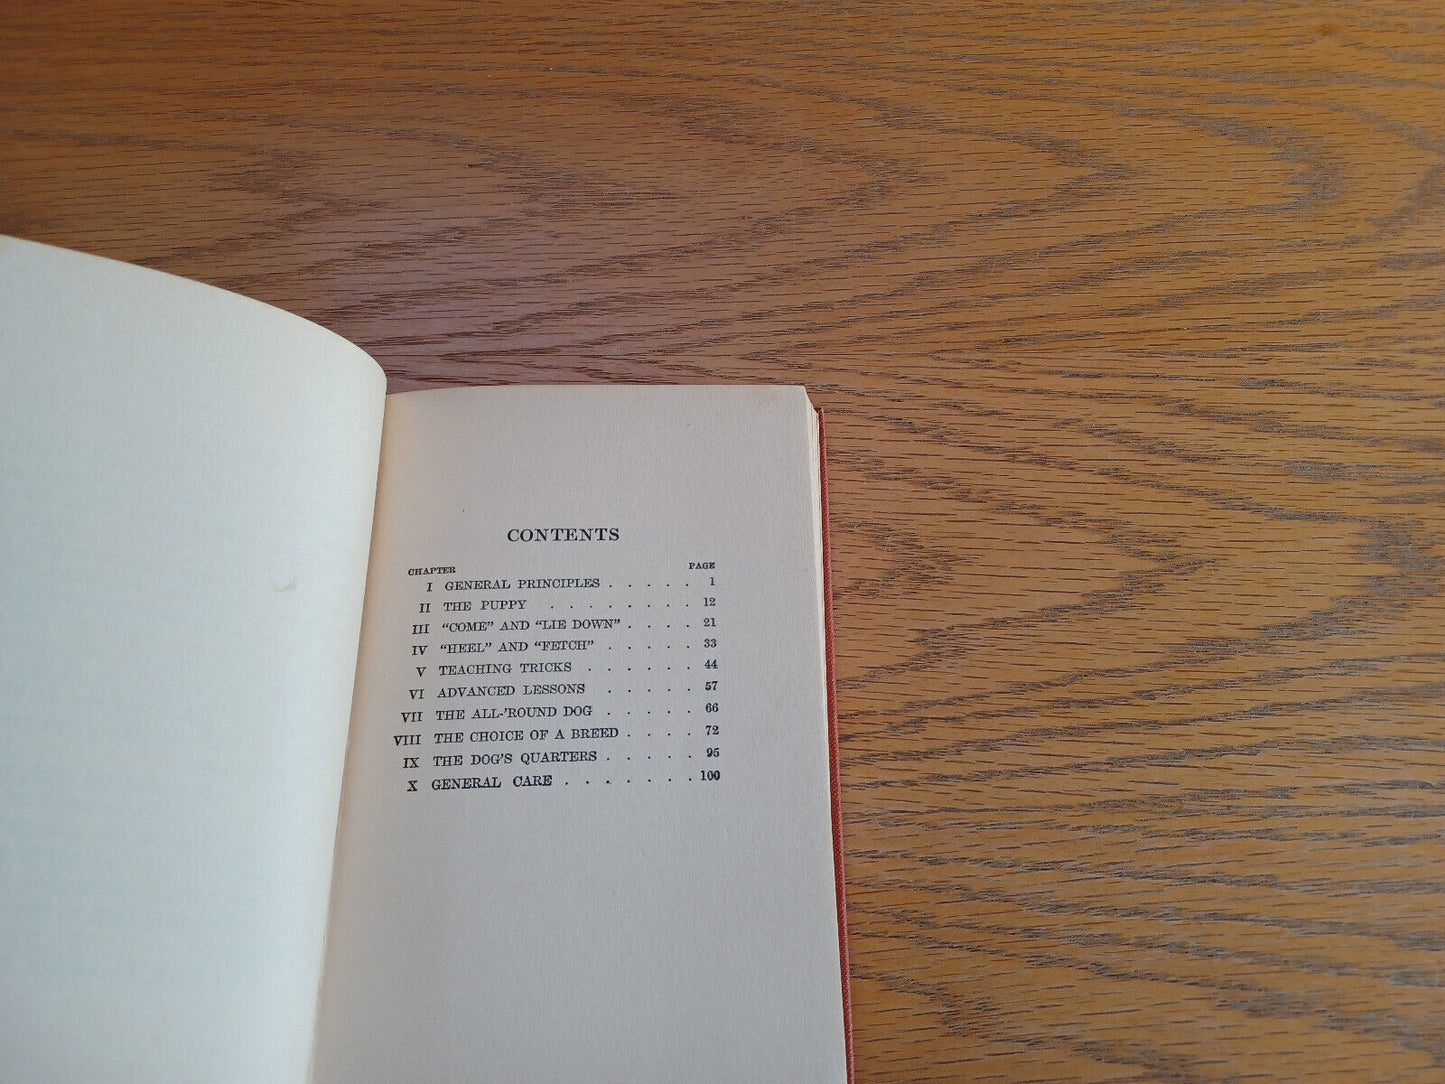 CONTENTS
CHAPTER PAGE
I GENERAL PRINCIPLES . . . . . 1
II THE PUPPY . . . . . . . . 12
III "COME" AND "LIE DOWN" . . . . 21
IV "HEEL" AND "FETCH" . . . . . 33
V TEACHING TRICKS . . . . . . 44
VI ADVANCED LESSONS . . . . . 57
VII THE ALL-'ROUND DOG . . . . . 66
VIII THE CHOICE OF A BREED . . . . 72
IX THE DOG'S QUARTERS . . . . . 95
X GENERAL CARE . . . . . . . 100